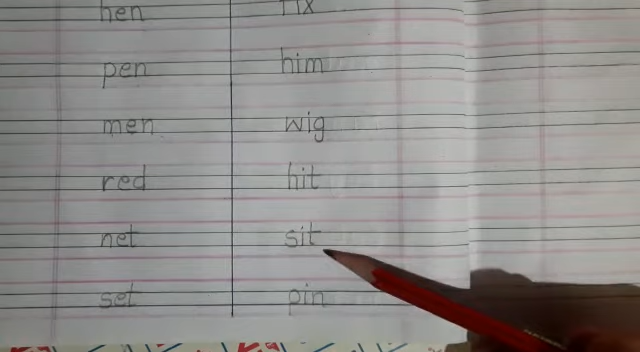 hen fix
pen him
men wig
red hit
net sit
set pin